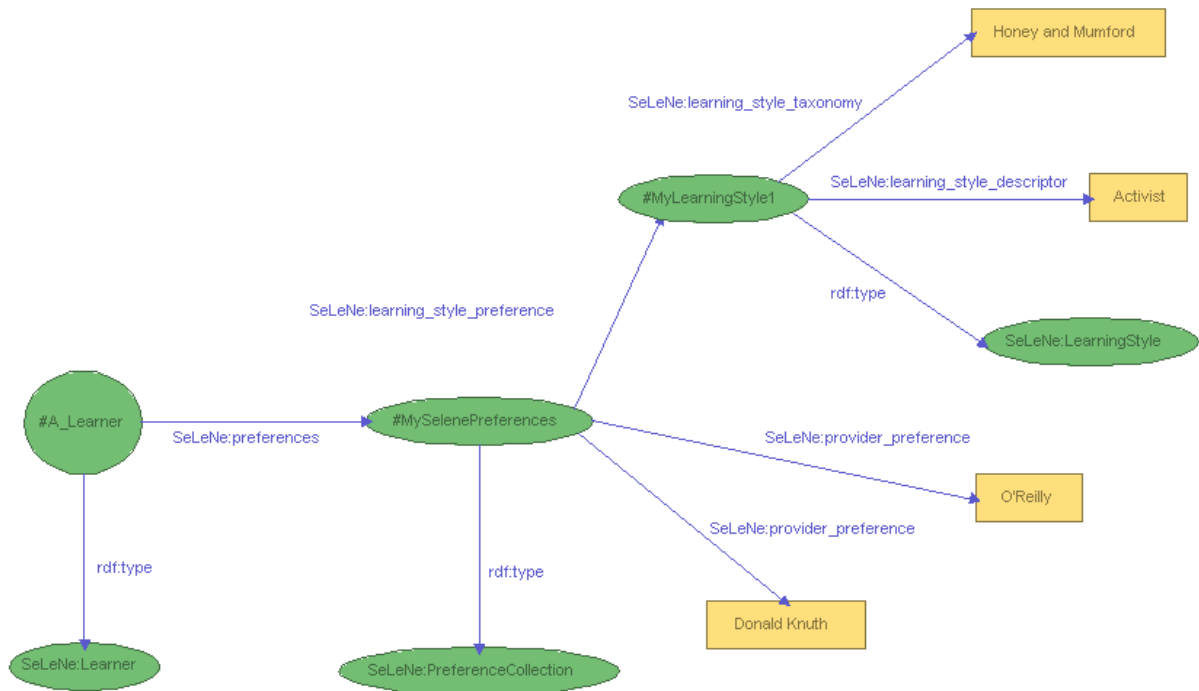 Honey and Mumford
SeLeNe:learning_style_taxonomy
SeLeNe:learning_style_descriptor
#MyLearningStyle1
Activist
rdf:type
SeLeNe:learning_style_preference
SeLeNe:LearningStyle
#A_Learner
#MySelenePreferences
SeLeNe:preferences
SeLeNe:provider_preference
O'Reilly
SeLeNe:provider_preference
rdf:type
rdf:type
Donald Knuth
SeLeNe:Learner
SeLeNe:PreferenceCollection